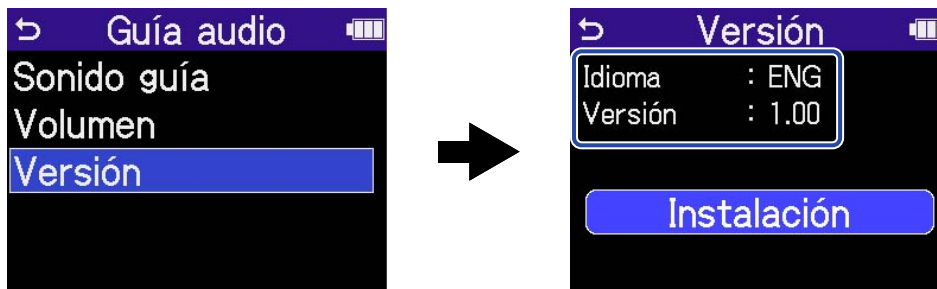 Guía audio
Sonido guía
Volumen
Versión
Versión
Idioma : ENG
Versión : 1.00
Instalación